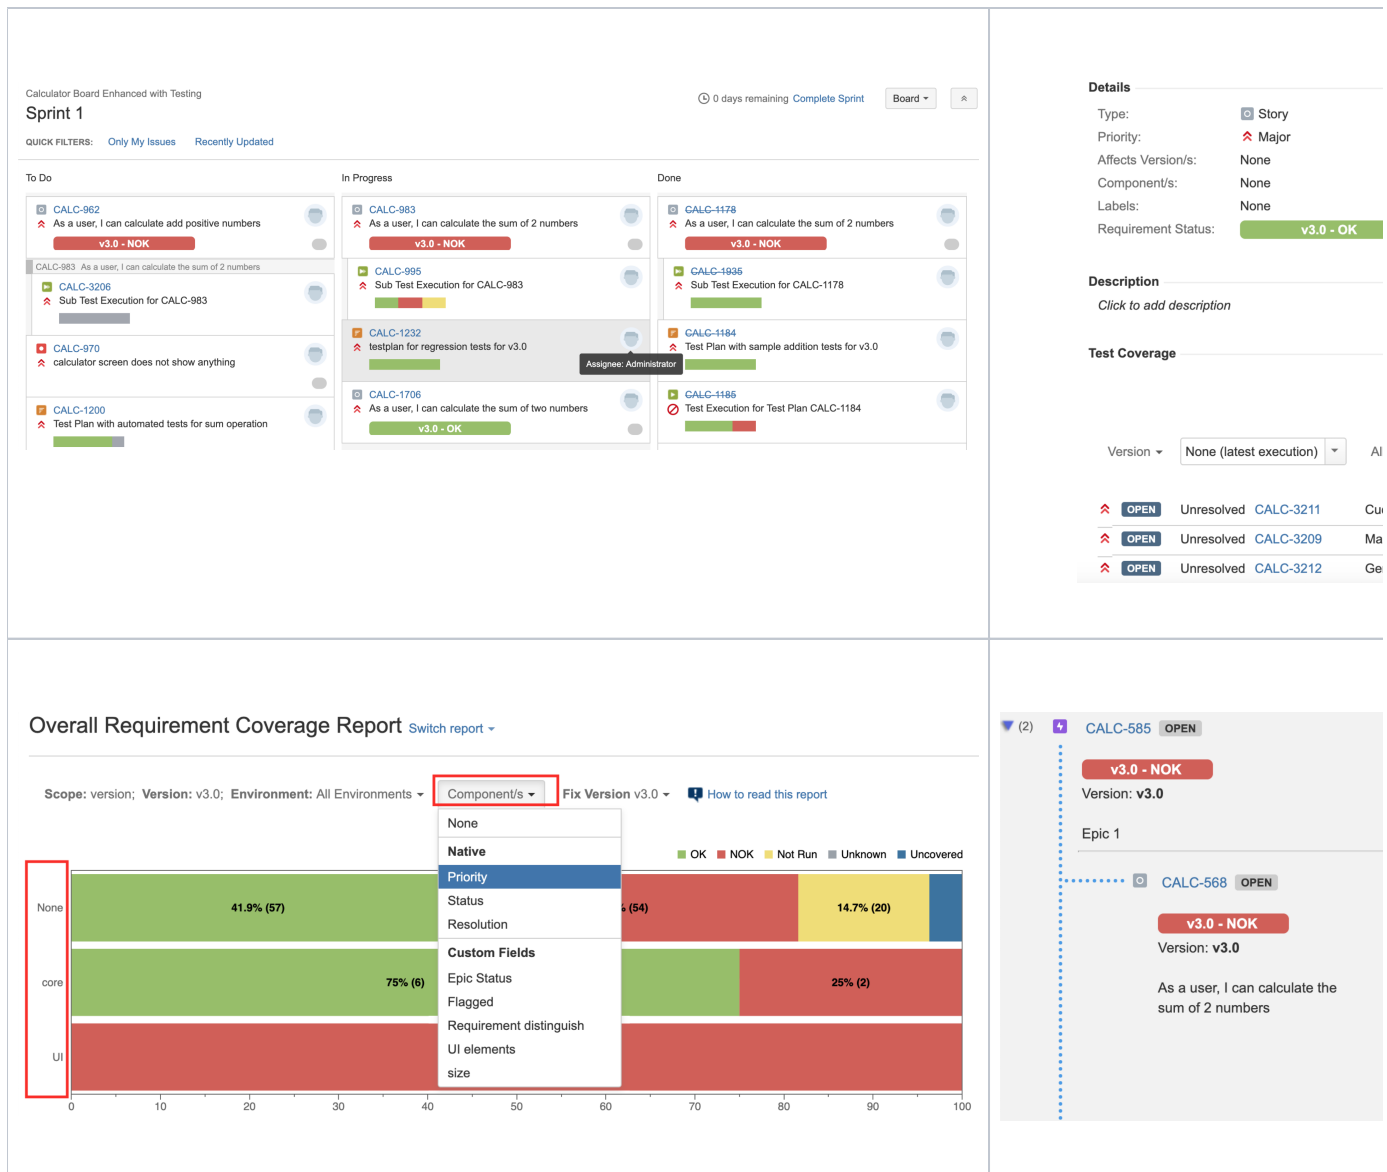 Calculator Board Enhanced with Testing
Sprint 1
0 days remaining Complete Sprint Board
QUICK FILTERS: Only My Issues Recently Updated
To Do
CALC-962
As a user, I can calculate add positive numbers
v3.0 - NOK
CALC-983 As a user, I can calculate the sum of 2 numbers
CALC-3206
Sub Test Execution for CALC-983
CALC-970
calculator screen does not show anything
CALC-1200
Test Plan with automated tests for sum operation
In Progress
CALC-983
As a user, I can calculate the sum of 2 numbers
v3.0 - NOK
CALC-995
Sub Test Execution for CALC-983
CALC-1232
testplan for regression tests for v3.0
Assignee: Administrator
CALC-1706
As a user, I can calculate the sum of two numbers
v3.0 - OK
Done
CALC-1178
As a user, I can calculate the sum of 2 numbers
v3.0 - NOK
CALC-1935
Sub Test Execution for CALC-1178
CALC-1184
Test Plan with sample addition tests for v3.0
CALC-1185
Test Execution for Test Plan CALC-1184
Details
Type: Story
Priority: Major
Affects Version/s: None
Component/s: None
Labels: None
Requirement Status: v3.0 - OK
Description
Click to add description
Test Coverage
Version None (latest execution)
OPEN Unresolved CALC-3211
OPEN Unresolved CALC-3209
OPEN Unresolved CALC-3212
Overall Requirement Coverage Report Switch report
Scope: version; Version: v3.0; Environment: All Environments Component/s Fix Version v3.0 How to read this report
None
Native
Priority
Status
Resolution
Custom Fields
Epic Status
Flagged
Requirement distinguish
UI elements
size
OK NOK Not Run Unknown Uncovered
None 41.9% (57) (54) 14.7% (20)
core 75% (6) 25% (2)
UI
0 10 20 30 40 50 60 70 80 90 100
(2) CALC-585 OPEN
v3.0 - NOK
Version: v3.0
Epic 1
CALC-568 OPEN
v3.0 - NOK
Version: v3.0
As a user, I can calculate the
sum of 2 numbers